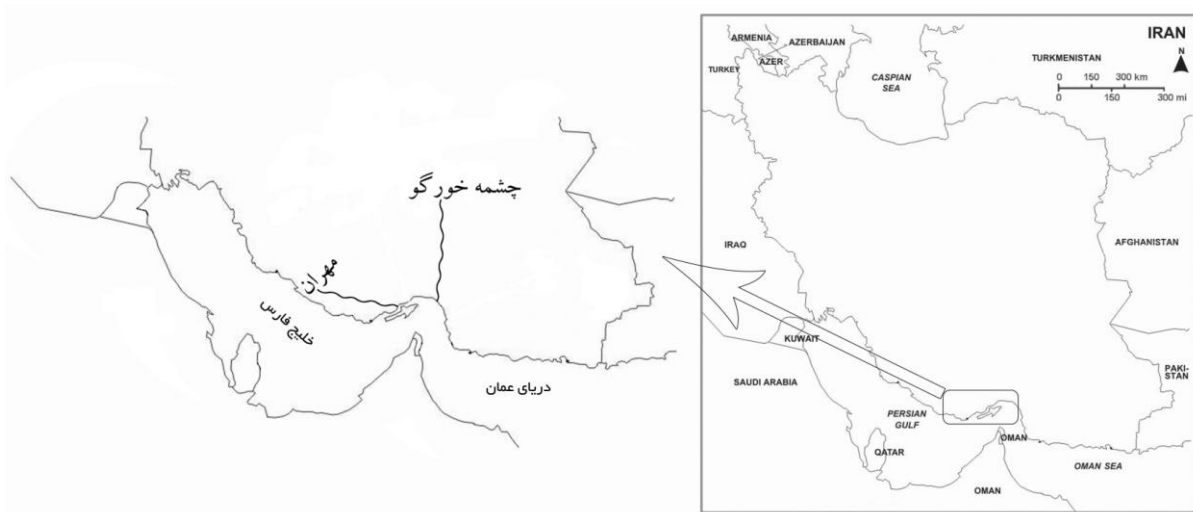 چشمه خورگو
مهران
خلیج فارس
دریای عمان
IRAN
N
ARMENIA
AZERBAIJAN
AZER
TURKEY
CASPIAN
SEA
TURKMENISTAN
0 150 300 km
0 150 300 mi
IRAQ
AFGHANISTAN
KUWAIT
SAUDI ARABIA
PERSIAN
GULF
QATAR
OMAN
PAKI-
STAN
OMAN SEA
OMAN